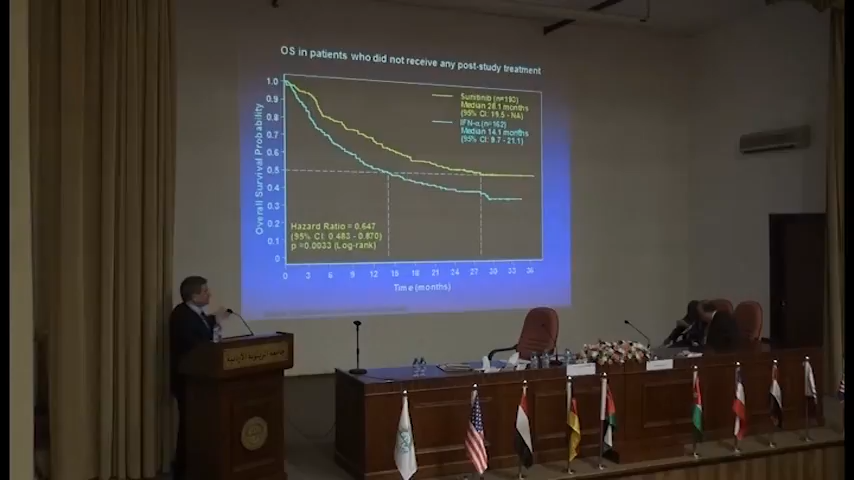 OS in patients who did not receive any post-study treatment
1.0
0.9
0.8
0.7
0.6
0.5
0.4
0.3
0.2
0.1
0
Overall Survival Probability
Sunitinib (n=193)
Median 28.1 months
(95% CI: 19.5 - NA)
IFN-α (n=162)
Median 14.1 months
(95% CI: 9.7 - 21.1)
Hazard Ratio = 0.647
(95% CI: 0.483 - 0.870)
p =0.0033 (Log-rank)
0 3 6 9 12 15 18 21 24 27 30 33 36
Time (months)